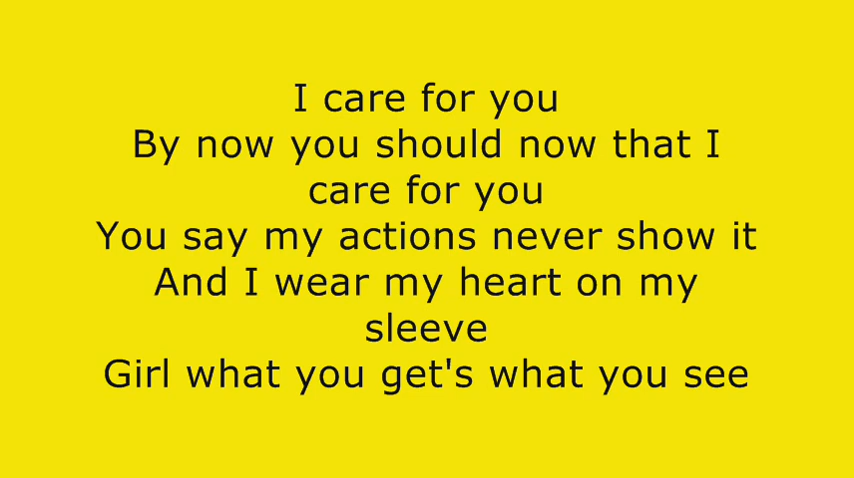 I care for you
By now you should now that I
care for you
You say my actions never show it
And I wear my heart on my
sleeve
Girl what you get's what you see